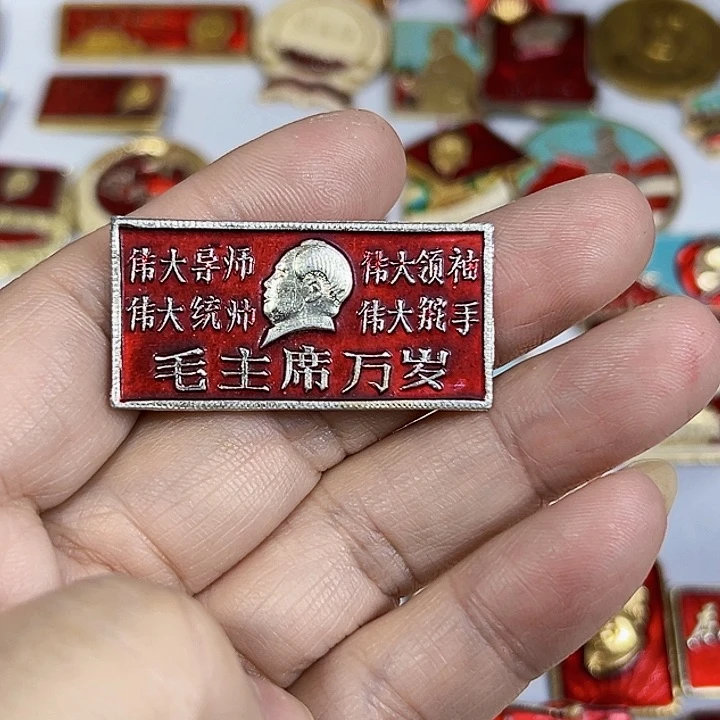 伟大导师 伟大领袖
伟大统帅 伟大舵手
毛主席万岁